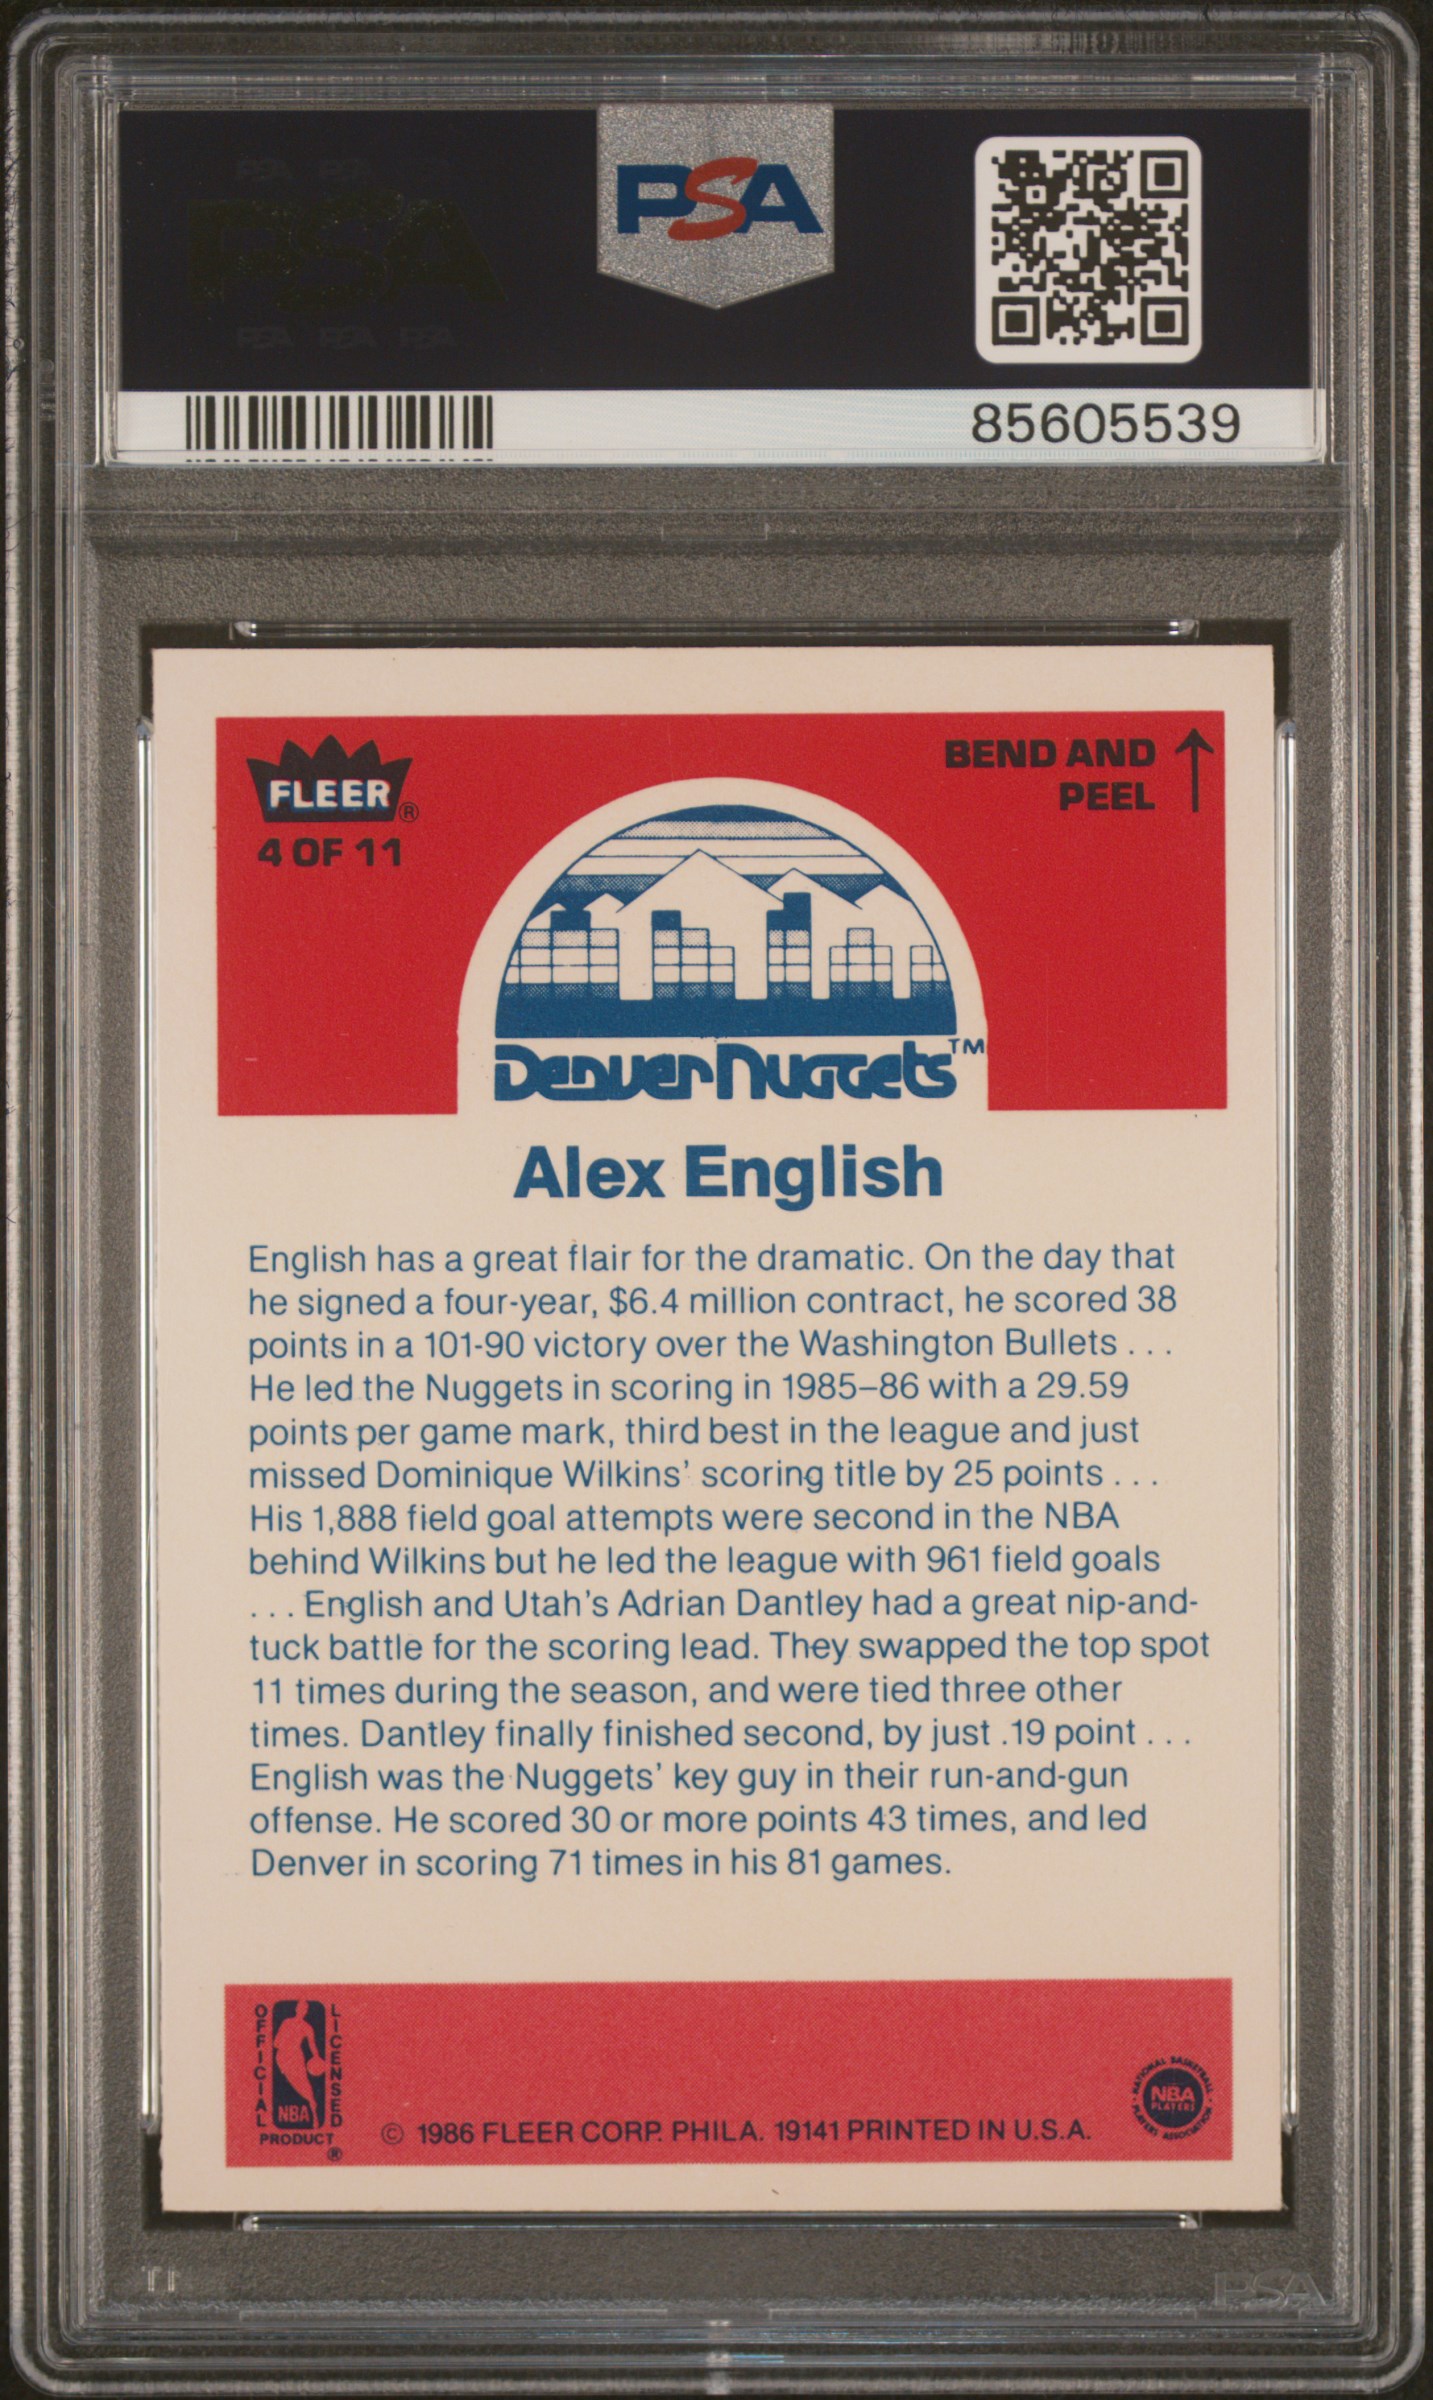 PSA
85605539
FLEER®
4 OF 11
BEND AND
PEEL
Denver Nuggets™
Alex English
English has a great flair for the dramatic. On the day that
he signed a four-year, $6.4 million contract, he scored 38
points in a 101-90 victory over the Washington Bullets . . .
He led the Nuggets in scoring in 1985–86 with a 29.59
points per game mark, third best in the league and just
missed Dominique Wilkins' scoring title by 25 points . . .
His 1,888 field goal attempts were second in the NBA
behind Wilkins but he led the league with 961 field goals
. . . English and Utah's Adrian Dantley had a great nip-and-
tuck battle for the scoring lead. They swapped the top spot
11 times during the season, and were tied three other
times. Dantley finally finished second, by just .19 point . . .
English was the Nuggets' key guy in their run-and-gun
offense. He scored 30 or more points 43 times, and led
Denver in scoring 71 times in his 81 games.
OFFICIAL LICENSED
NBA
PRODUCT®
© 1986 FLEER CORP. PHILA. 19141 PRINTED IN U.S.A.
NATIONAL BASKETBALL
NBA
PLAYERS
PLAYERS ASSOCIATION
PSA